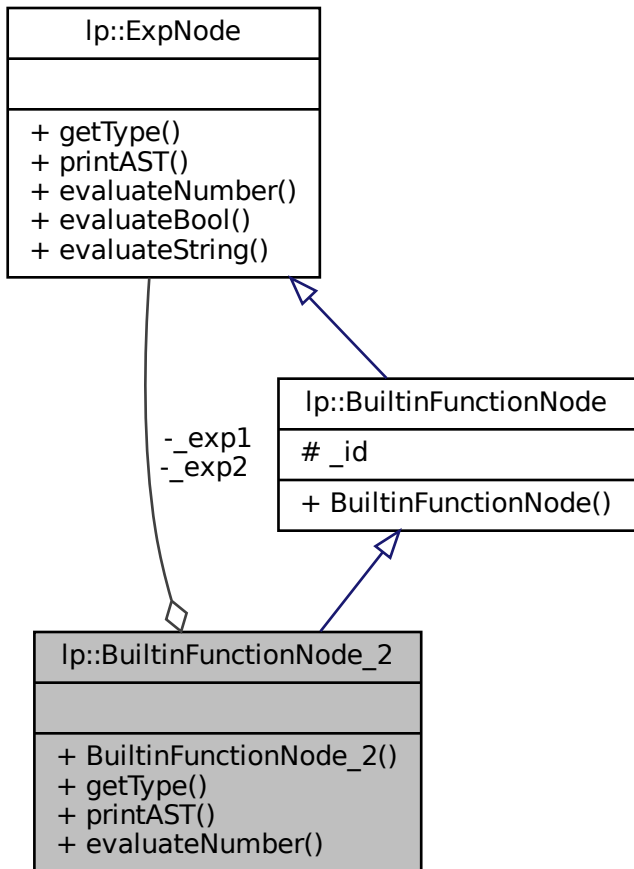 lp::ExpNode
+ getType()
+ printAST()
+ evaluateNumber()
+ evaluateBool()
+ evaluateString()
-_exp1
-_exp2
lp::BuiltinFunctionNode
# _id
+ BuiltinFunctionNode()
lp::BuiltinFunctionNode_2
+ BuiltinFunctionNode_2()
+ getType()
+ printAST()
+ evaluateNumber()